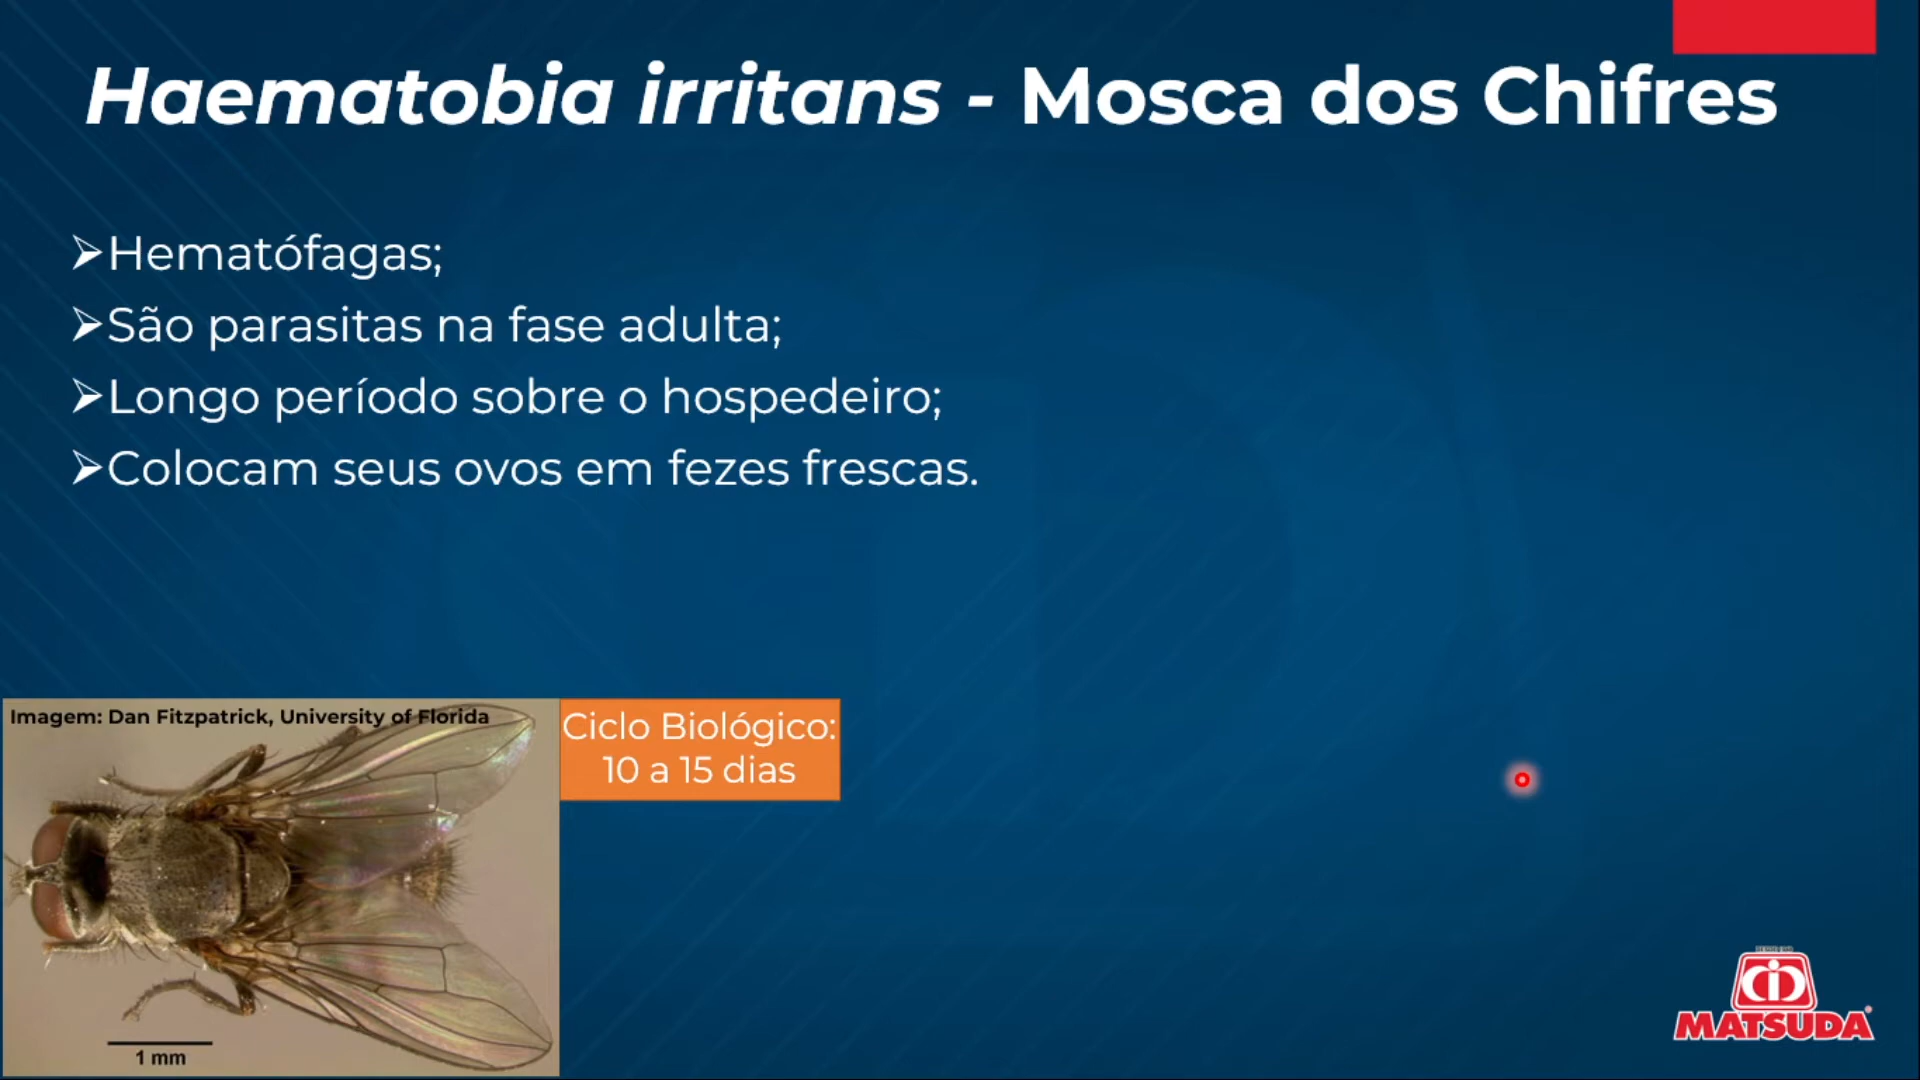 Haematobia irritans - Mosca dos Chifres
➢Hematófagas;
➢São parasitas na fase adulta;
➢Longo período sobre o hospedeiro;
➢Colocam seus ovos em fezes frescas.
Imagem: Dan Fitzpatrick, University of Florida
Ciclo Biológico:
10 a 15 dias
1 mm
MATSUDA